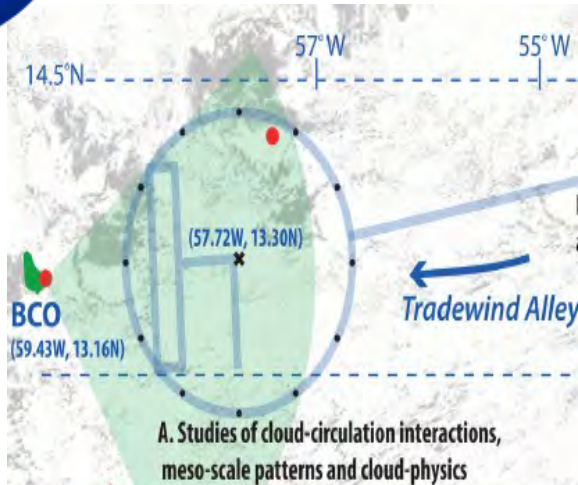 57°W
55°W
14.5°N
(57.72W, 13.30N)
BCO
(59.43W, 13.16N)
Tradewind Alley
A. Studies of cloud-circulation interactions,
meso-scale patterns and cloud-physics